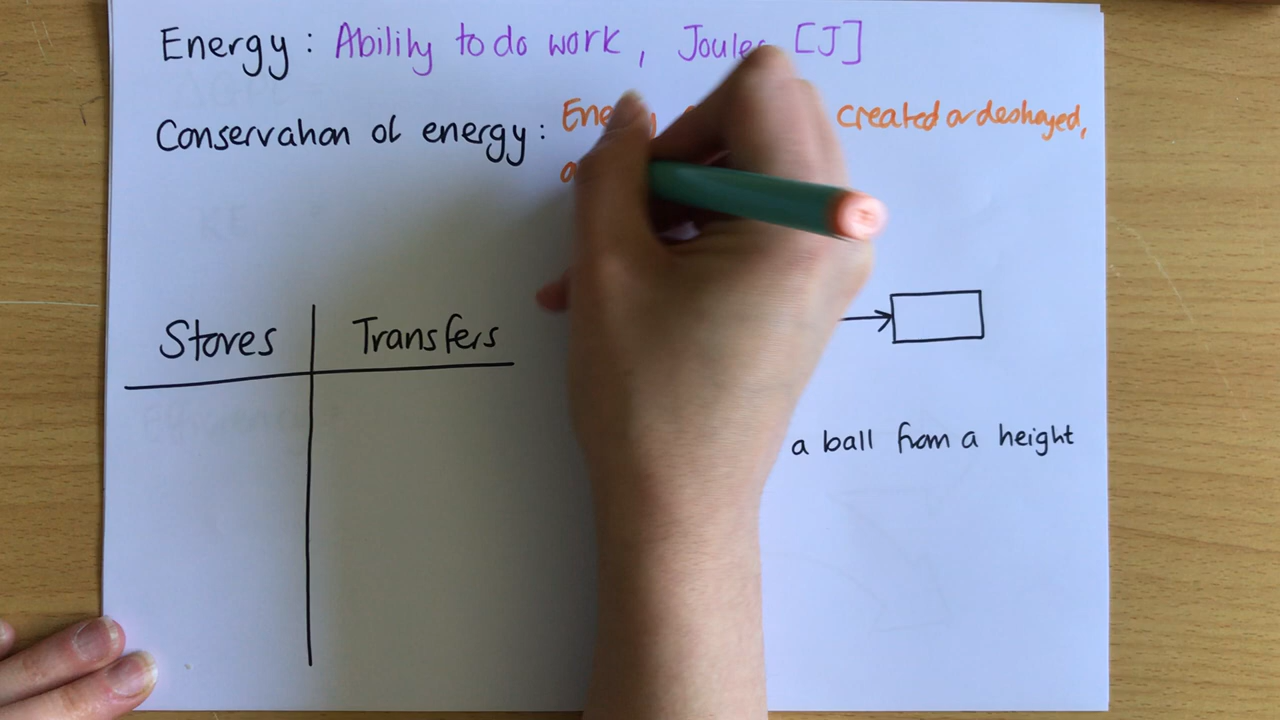 Energy: Ability to do work, Joules [J]
Conservation of energy: created or destroyed,
Stores Transfers
a ball from a height